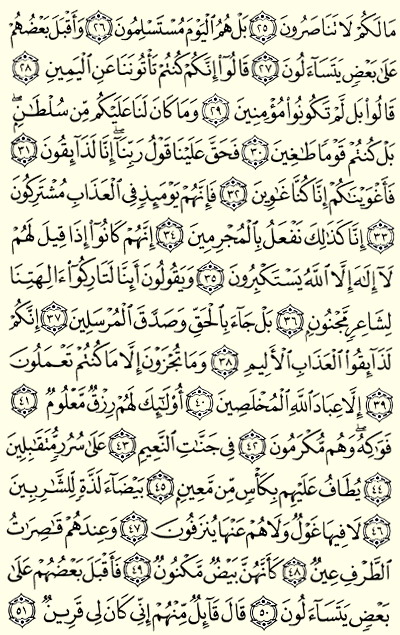 مَا لَكُمْ لَا تَنَاصَرُونَ ۝٢٥ بَلْ هُمُ ٱلْيَوْمَ مُسْتَسْلِمُونَ ۝٢٦ وَأَقْبَلَ بَعْضُهُمْ
عَلَىٰ بَعْضٍ يَتَسَآءَلُونَ ۝٢٧ قَالُوٓا۟ إِنَّكُمْ كُنتُمْ تَأْتُونَنَا عَنِ ٱلْيَمِينِ ۝٢٨
قَالُوا۟ بَل لَّمْ تَكُونُوا۟ مُؤْمِنِينَ ۝٢٩ وَمَا كَانَ لَنَا عَلَيْكُم مِّن سُلْطَٰنٍۭ ۖ
بَلْ كُنتُمْ قَوْمًا طَٰغِينَ ۝٣٠ فَحَقَّ عَلَيْنَا قَوْلُ رَبِّنَآ ۖ إِنَّا لَذَآئِقُونَ ۝٣١
فَأَغْوَيْنَٰكُمْ إِنَّا كُنَّا غَٰوِينَ ۝٣٢ فَإِنَّهُمْ يَوْمَئِذٍ فِى ٱلْعَذَابِ مُشْتَرِكُونَ
۝٣٣ إِنَّا كَذَٰلِكَ نَفْعَلُ بِٱلْمُجْرِمِينَ ۝٣٤ إِنَّهُمْ كَانُوٓا۟ إِذَا قِيلَ لَهُمْ
لَآ إِلَٰهَ إِلَّا ٱللَّهُ يَسْتَكْبِرُونَ ۝٣٥ وَيَقُولُونَ أَئِنَّا لَتَارِكُوٓا۟ ءَالِهَتِنَا
لِشَاعِرٍ مَّجْنُونٍۭ ۝٣٦ بَلْ جَآءَ بِٱلْحَقِّ وَصَدَّقَ ٱلْمُرْسَلِينَ ۝٣٧ إِنَّكُمْ
لَذَآئِقُوا۟ ٱلْعَذَابِ ٱلْأَلِيمِ ۝٣٨ وَمَا تُجْزَوْنَ إِلَّا مَا كُنتُمْ تَعْمَلُونَ
۝٣٩ إِلَّا عِبَادَ ٱللَّهِ ٱلْمُخْلَصِينَ ۝٤٠ أُو۟لَٰٓئِكَ لَهُمْ رِزْقٌ مَّعْلُومٌ ۝٤١
فَوَٰكِهُ ۖ وَهُم مُّكْرَمُونَ ۝٤٢ فِى جَنَّٰتِ ٱلنَّعِيمِ ۝٤٣ عَلَىٰ سُرُرٍ مُّتَقَٰبِلِينَ
۝٤٤ يُطَافُ عَلَيْهِم بِكَأْسٍ مِّن مَّعِينٍۭ ۝٤٥ بَيْضَآءَ لَذَّةٍ لِّلشَّٰرِبِينَ
۝٤٦ لَا فِيهَا غَوْلٌ وَلَا هُمْ عَنْهَا يُنزَفُونَ ۝٤٧ وَعِندَهُمْ قَٰصِرَٰتُ
ٱلطَّرْفِ عِينٌ ۝٤٨ كَأَنَّهُنَّ بَيْضٌ مَّكْنُونٌ ۝٤٩ فَأَقْبَلَ بَعْضُهُمْ عَلَىٰ
بَعْضٍ يَتَسَآءَلُونَ ۝٥٠ قَالَ قَآئِلٌ مِّنْهُمْ إِنِّى كَانَ لِى قَرِينٌ ۝٥١